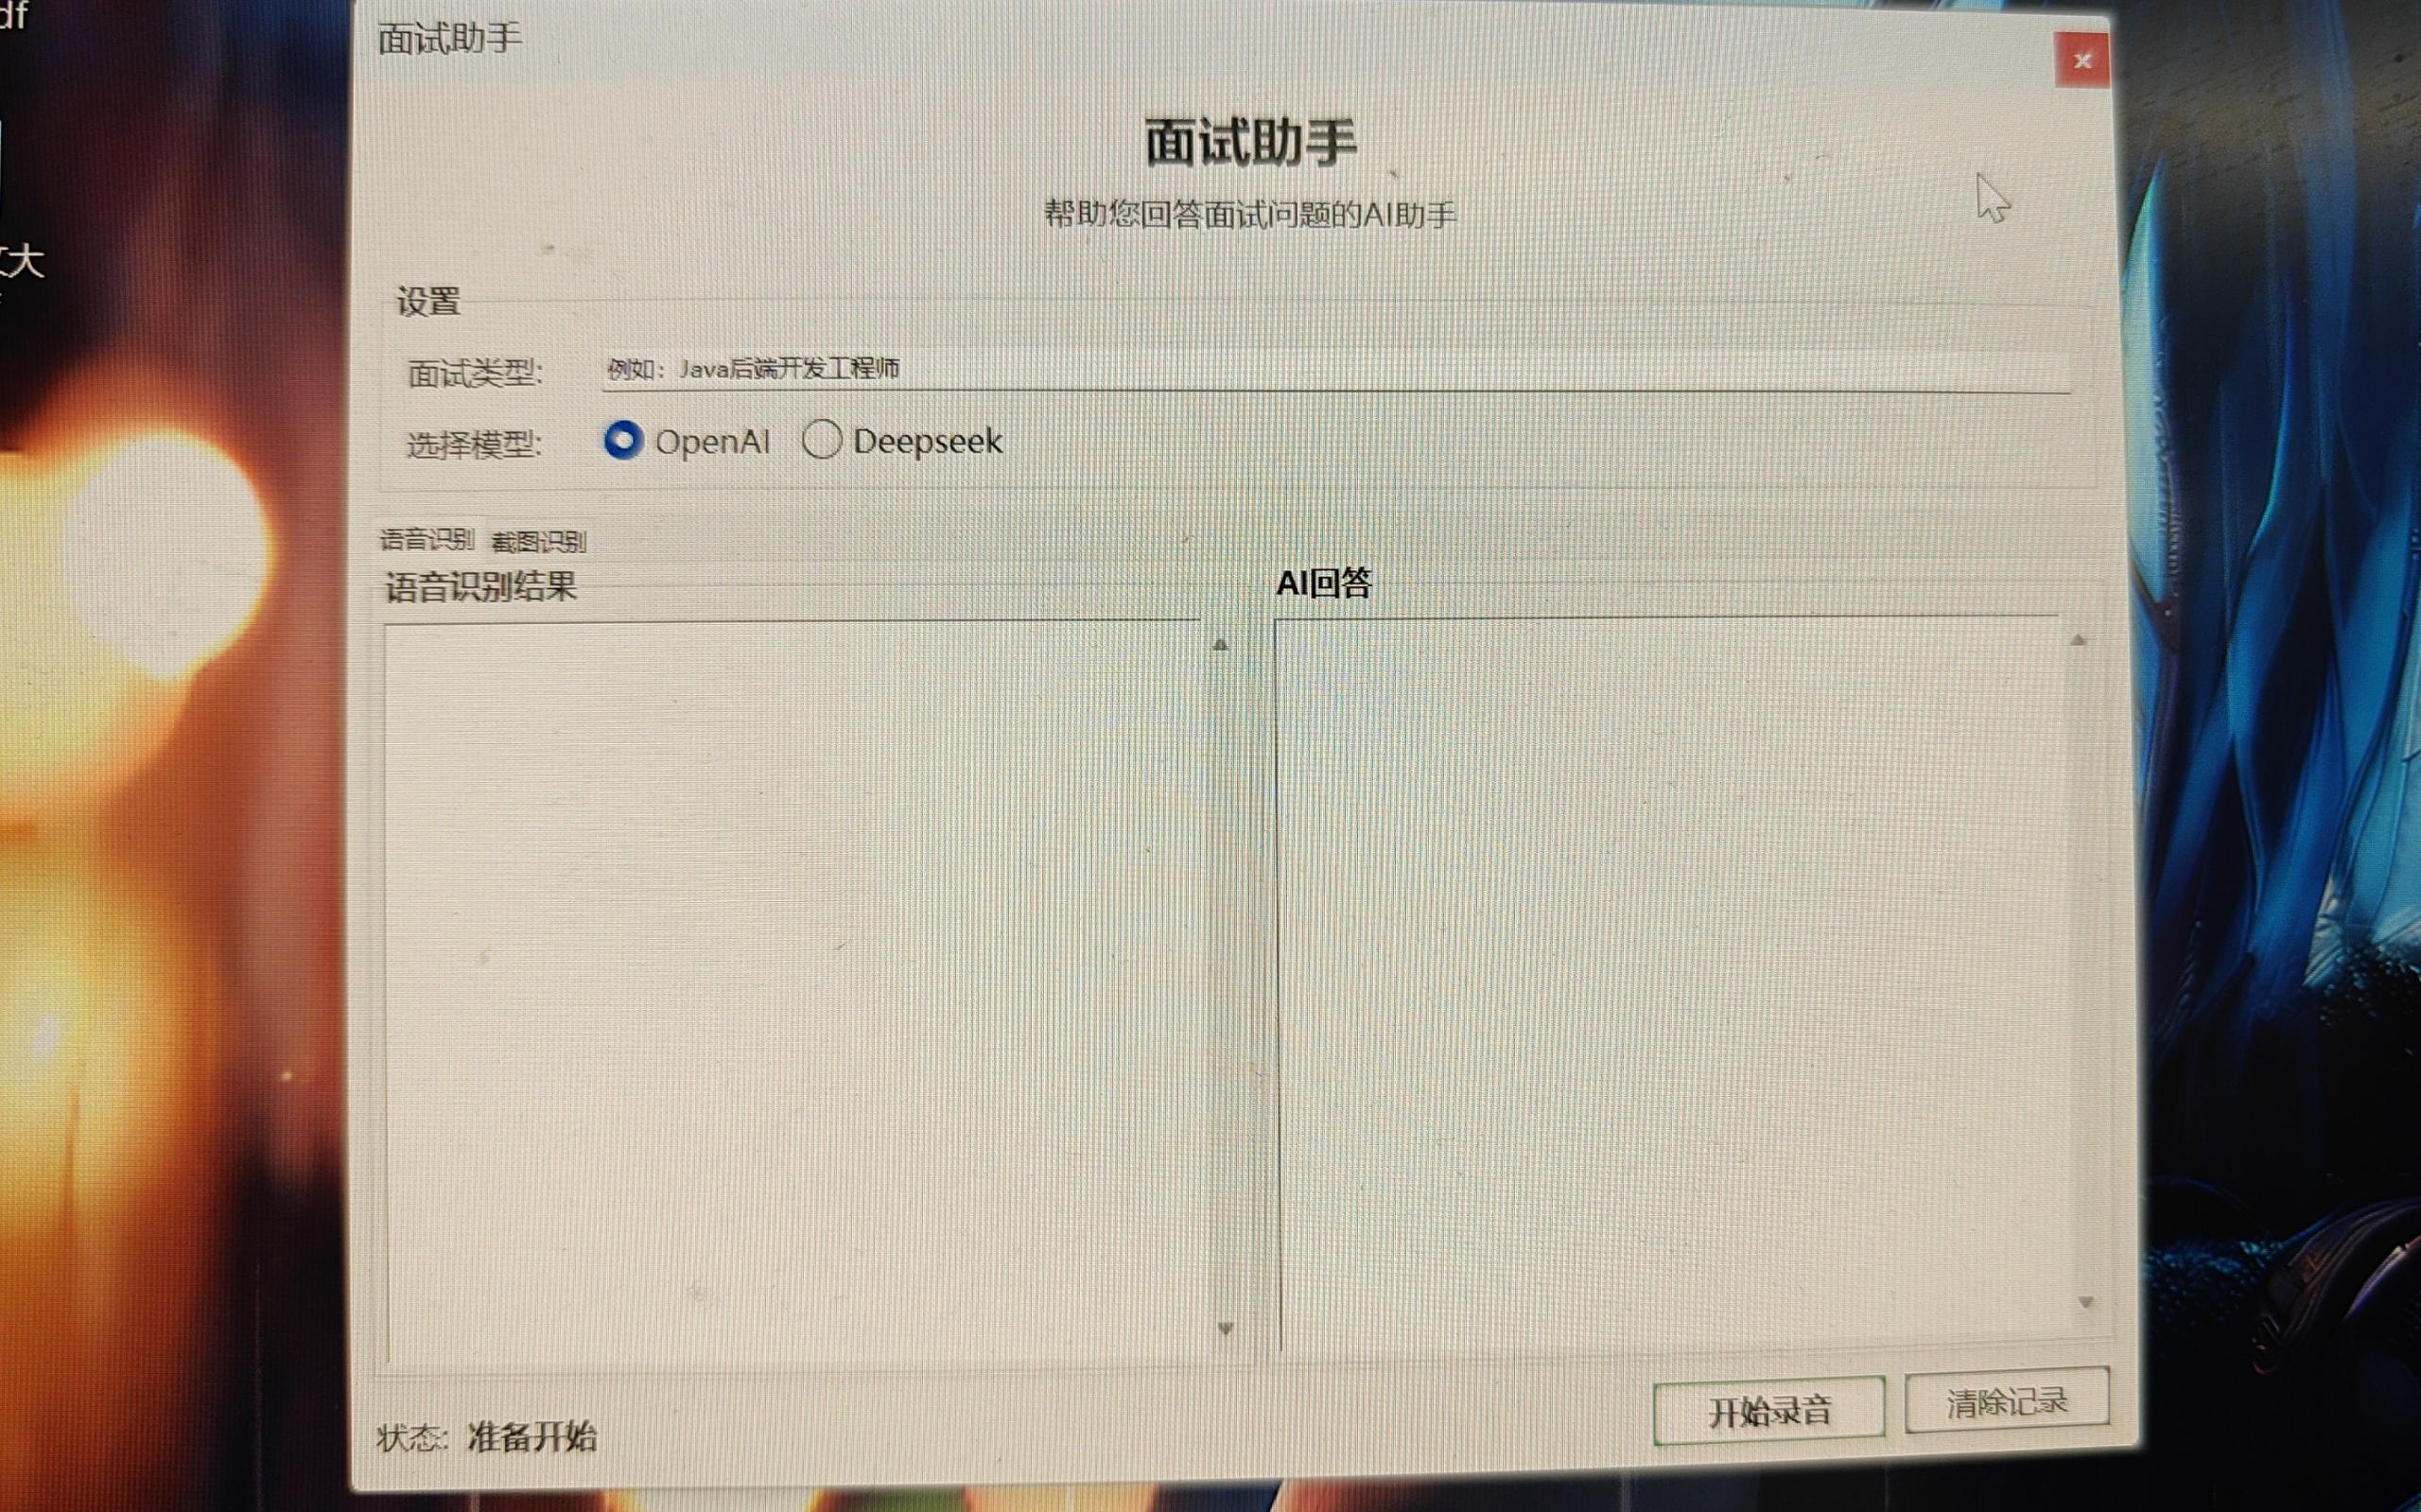 df
大
面试助手
x
面试助手
帮助您回答面试问题的AI助手
设置
面试类型: 例如：Java后端开发工程师
选择模型: OpenAI Deepseek
语音识别 截图识别
语音识别结果
AI回答
状态: 准备开始
开始录音 清除记录